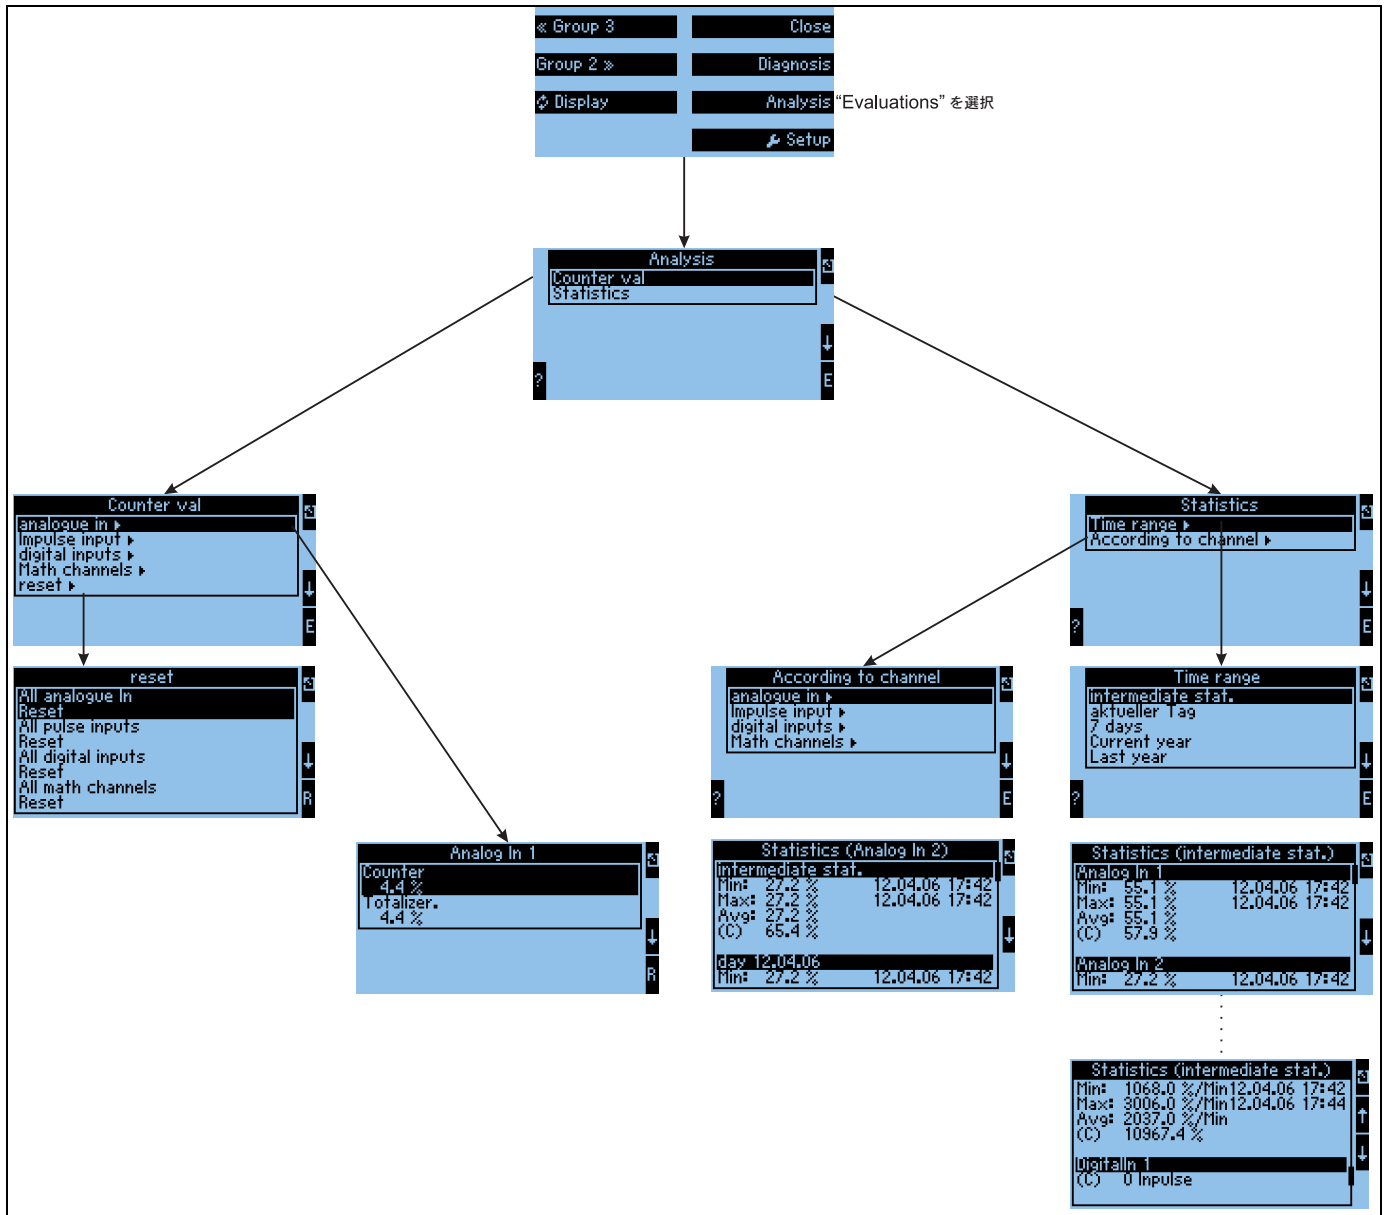 « Group 3
Close
Group 2 »
Diagnosis
Display
Analysis
"Evaluations" を選択
Setup
Analysis
Counter val
Statistics
?
E
Counter val
analogue in
Impulse input
digital inputs
Math channels
reset
E
Statistics
Time range
According to channel
?
E
reset
All analogue In
Reset
All pulse inputs
Reset
All digital inputs
Reset
All math channels
Reset
R
According to channel
analogue in
Impulse input
digital inputs
Math channels
?
E
Time range
intermediate stat.
aktueller Tag
7 days
Current year
Last year
?
E
Analog In 1
Counter
4.4 %
Totalizer.
4.4 %
R
Statistics (Analog In 2)
intermediate stat.
Min: 27.2 % 12.04.06 17:42
Max: 27.2 % 12.04.06 17:42
Avg: 27.2 %
(C) 65.4 %
day 12.04.06
Min: 27.2 % 12.04.06 17:42
Statistics (intermediate stat.)
Analog In 1
Min: 55.1 % 12.04.06 17:42
Max: 55.1 % 12.04.06 17:42
Avg: 55.1 %
(C) 57.9 %
Analog In 2
Min: 27.2 % 12.04.06 17:42
Statistics (intermediate stat.)
Min: 1068.0 %/Min12.04.06 17:42
Max: 3006.0 %/Min12.04.06 17:44
Avg: 2037.0 %/Min
(C) 10967.4 %
DigitalIn 1
(C) 0 Inpulse